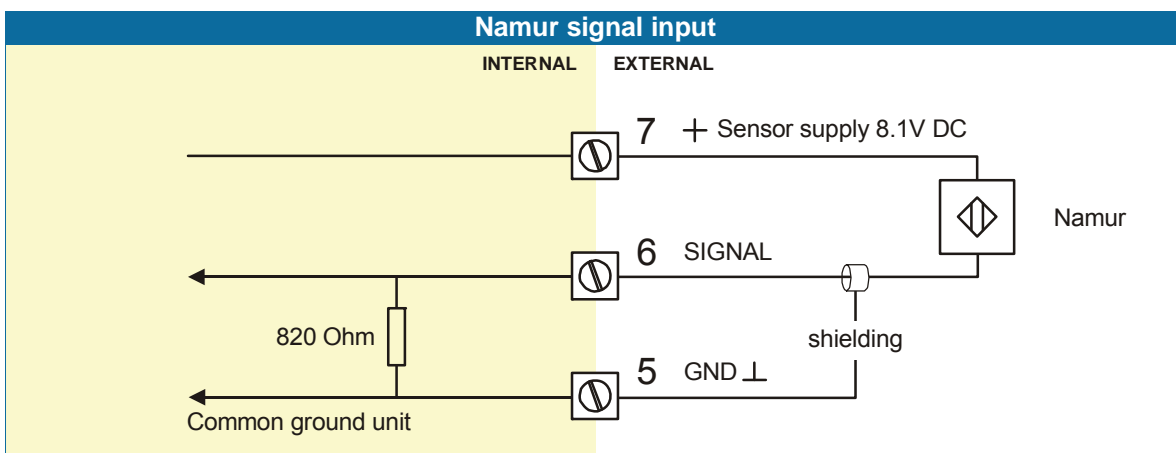 Namur signal input
INTERNAL EXTERNAL
7 + Sensor supply 8.1V DC
Namur
6 SIGNAL
820 Ohm
shielding
5 GND ⊥
Common ground unit